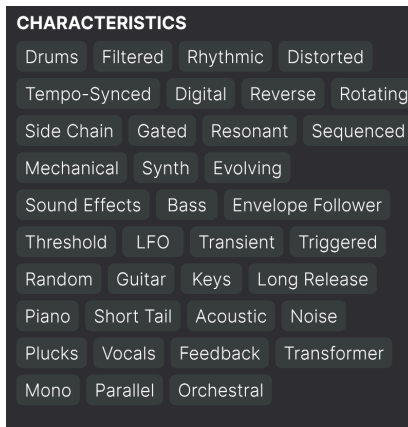 CHARACTERISTICS
Drums Filtered Rhythmic Distorted
Tempo-Synced Digital Reverse Rotating
Side Chain Gated Resonant Sequenced
Mechanical Synth Evolving
Sound Effects Bass Envelope Follower
Threshold LFO Transient Triggered
Random Guitar Keys Long Release
Piano Short Tail Acoustic Noise
Plucks Vocals Feedback Transformer
Mono Parallel Orchestral